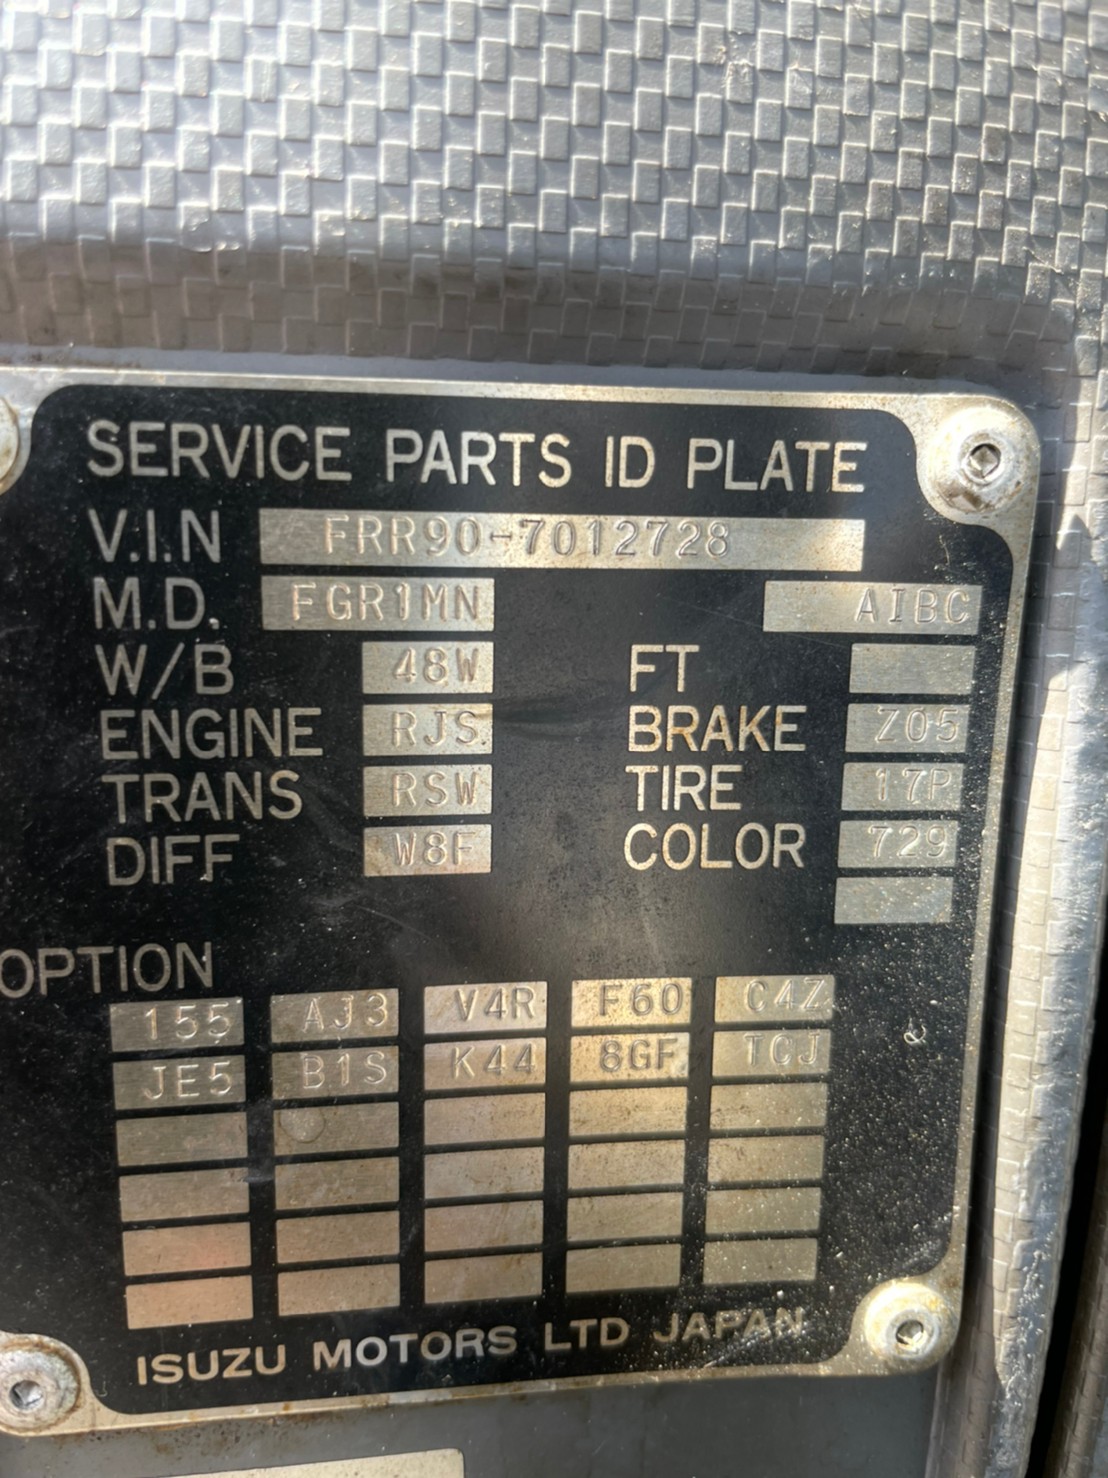 SERVICE PARTS ID PLATE
V.I.N FRR90-7012728
M.D. FGR1MN AIBC
W/B 48W FT
ENGINE RJS BRAKE Z05
TRANS RSW TIRE 17P
DIFF W8F COLOR 729
OPTION
155 AJ3 V4R F60 C4Z
JE5 B1S K44 8GF TCJ
ISUZU MOTORS LTD JAPAN